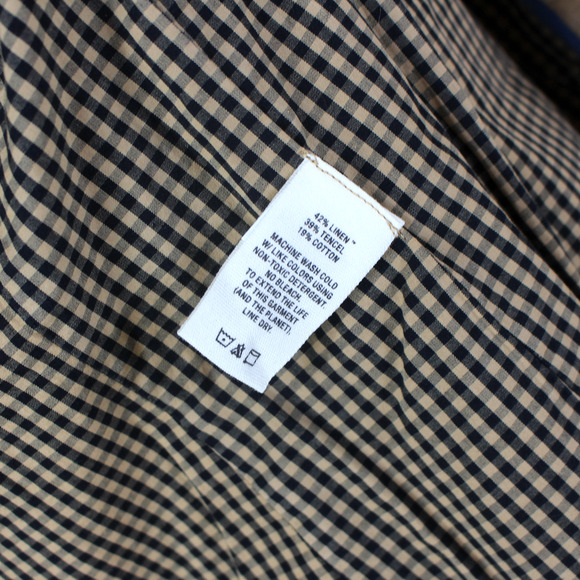 42% LINEN ™
39% TENCEL
19% COTTON
MACHINE WASH COLD
W/ LIKE COLORS USING
NON-TOXIC DETERGENT.
NO BLEACH.
TO EXTEND THE LIFE
OF THIS GARMENT
(AND THE PLANET).
LINE DRY.